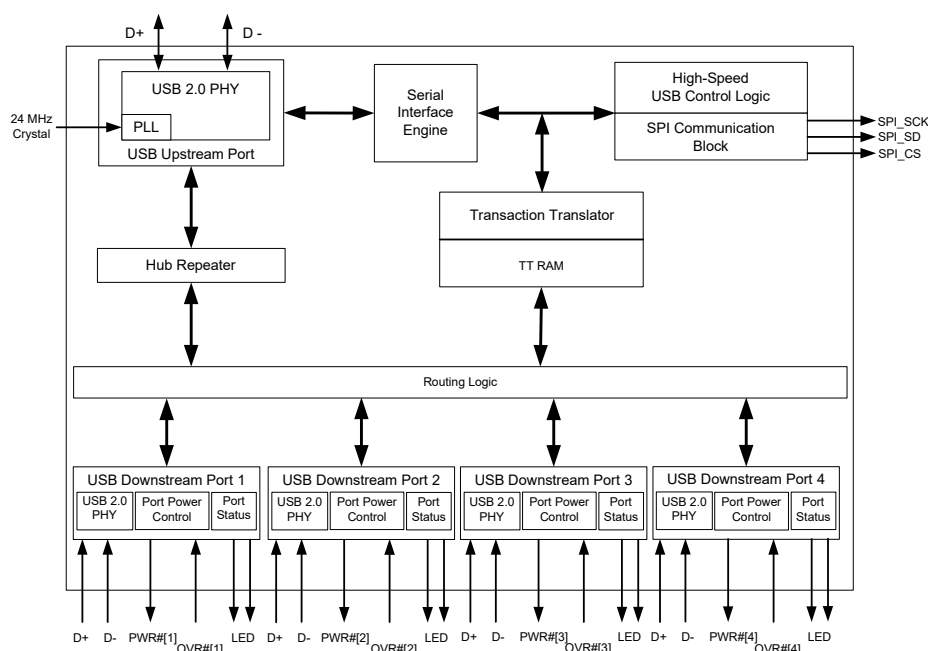 D+ D -
USB 2.0 PHY
PLL
USB Upstream Port
24 MHz
Crystal
Serial
Interface
Engine
High-Speed
USB Control Logic
SPI Communication
Block
SPI_SCK
SPI_SD
SPI_CS
Transaction Translator
TT RAM
Hub Repeater
Routing Logic
USB Downstream Port 1
USB 2.0
PHY
Port Power
Control
Port
Status
USB Downstream Port 2
USB 2.0
PHY
Port Power
Control
Port
Status
USB Downstream Port 3
USB 2.0
PHY
Port Power
Control
Port
Status
USB Downstream Port 4
USB 2.0
PHY
Port Power
Control
Port
Status
D+ D- PWR#[1] OVR#[1] LED
D+ D- PWR#[2] OVR#[2] LED
D+ D- PWR#[3] OVR#[3] LED
D+ D- PWR#[4] OVR#[4] LED